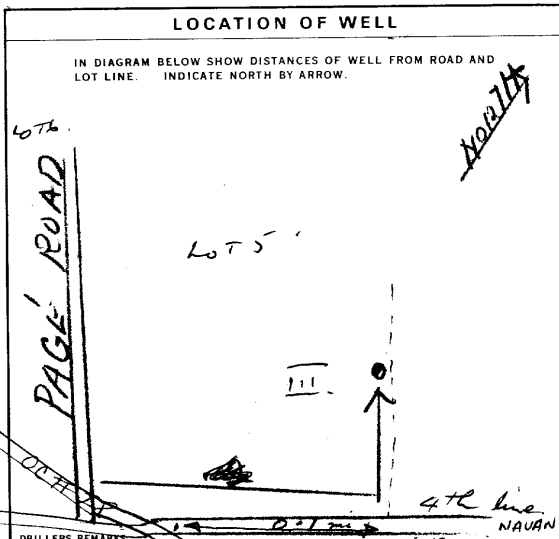 LOCATION OF WELL
IN DIAGRAM BELOW SHOW DISTANCES OF WELL FROM ROAD AND
LOT LINE. INDICATE NORTH BY ARROW.
LOT 6.
NORTH
PAGÉ ROAD
LOT 5
III.
4th line
0.1 mi
NAVAN
DRILLERS REMARKS